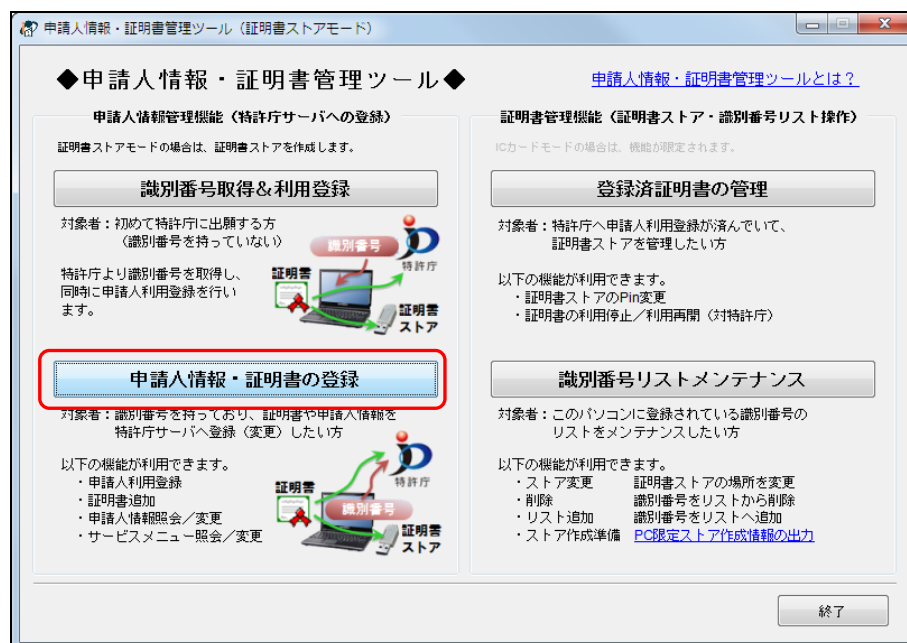 申請人情報・証明書管理ツール（証明書ストアモード）
◆申請人情報・証明書管理ツール◆
申請人情報・証明書管理ツールとは？
申請人情報管理機能（特許庁サーバへの登録）
証明書ストアモードの場合は、証明書ストアを作成します。
識別番号取得&利用登録
対象者：初めて特許庁に出願する方
（識別番号を持っていない）
特許庁より識別番号を取得し、
同時に申請人利用登録を行い
ます。
識別番号
特許庁
証明書
証明書
ストア
申請人情報・証明書の登録
対象者：識別番号を持っており、証明書や申請人情報を
特許庁サーバへ登録（変更）したい方
以下の機能が利用できます。
・申請人利用登録
・証明書追加
・申請人情報照会／変更
・サービスメニュー照会／変更
特許庁
証明書
識別番号
証明書
ストア
証明書管理機能（証明書ストア・識別番号リスト操作）
ICカードモードの場合は、機能が限定されます。
登録済証明書の管理
対象者：特許庁へ申請人利用登録が済んでいて、
証明書ストアを管理したい方
以下の機能が利用できます。
・証明書ストアのPin変更
・証明書の利用停止／利用再開（対特許庁）
識別番号リストメンテナンス
対象者：このパソコンに登録されている識別番号の
リストをメンテナンスしたい方
以下の機能が利用できます。
・ストア変更 証明書ストアの場所を変更
・削除 識別番号をリストから削除
・リスト追加 識別番号をリストへ追加
・ストア作成準備 PC限定ストア作成情報の出力
終了